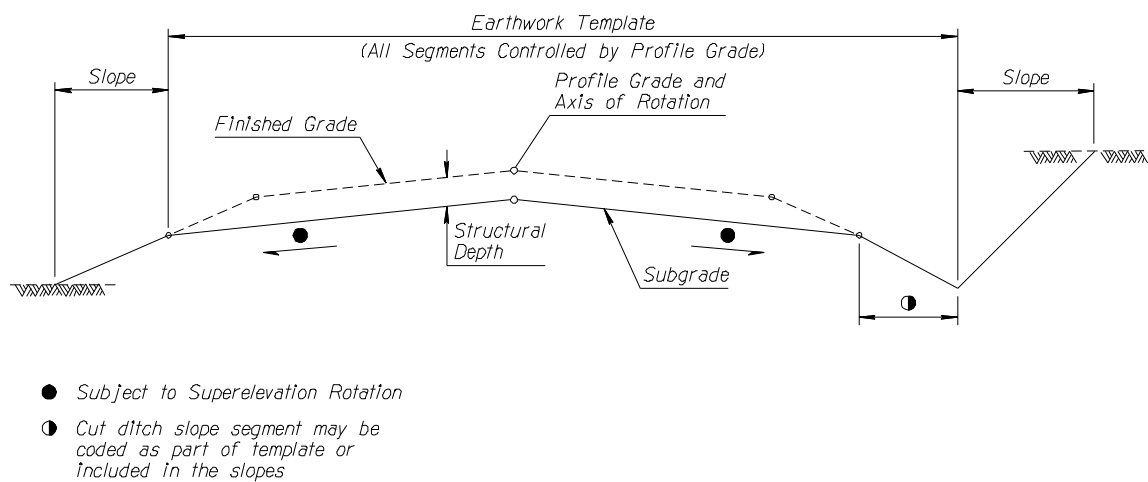 Earthwork Template
(All Segments Controlled by Profile Grade)
Slope
Profile Grade and
Axis of Rotation
Slope
Finished Grade
Structural
Depth
Subgrade
Subject to Superelevation Rotation
Cut ditch slope segment may be
coded as part of template or
included in the slopes